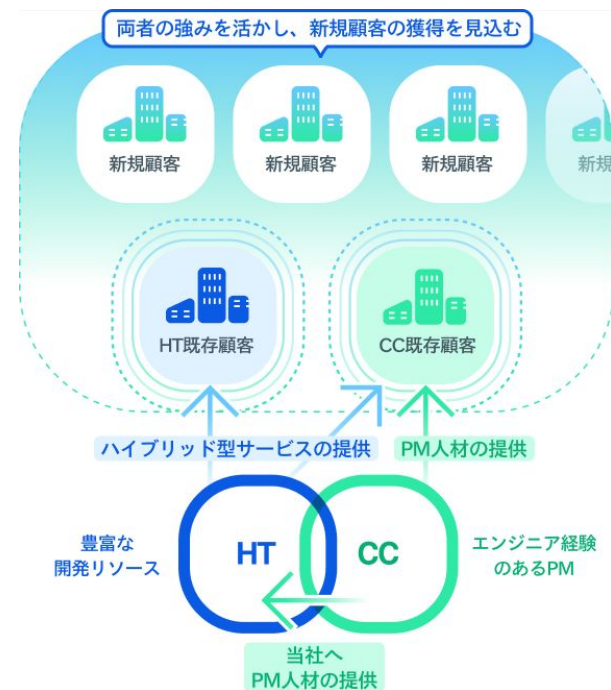 両者の強みを活かし、新規顧客の獲得を見込む
新規顧客
新規顧客
新規顧客
新規
HT既存顧客
CC既存顧客
ハイブリッド型サービスの提供
PM人材の提供
豊富な
開発リソース
HT
CC
エンジニア経験
のあるPM
当社へ
PM人材の提供